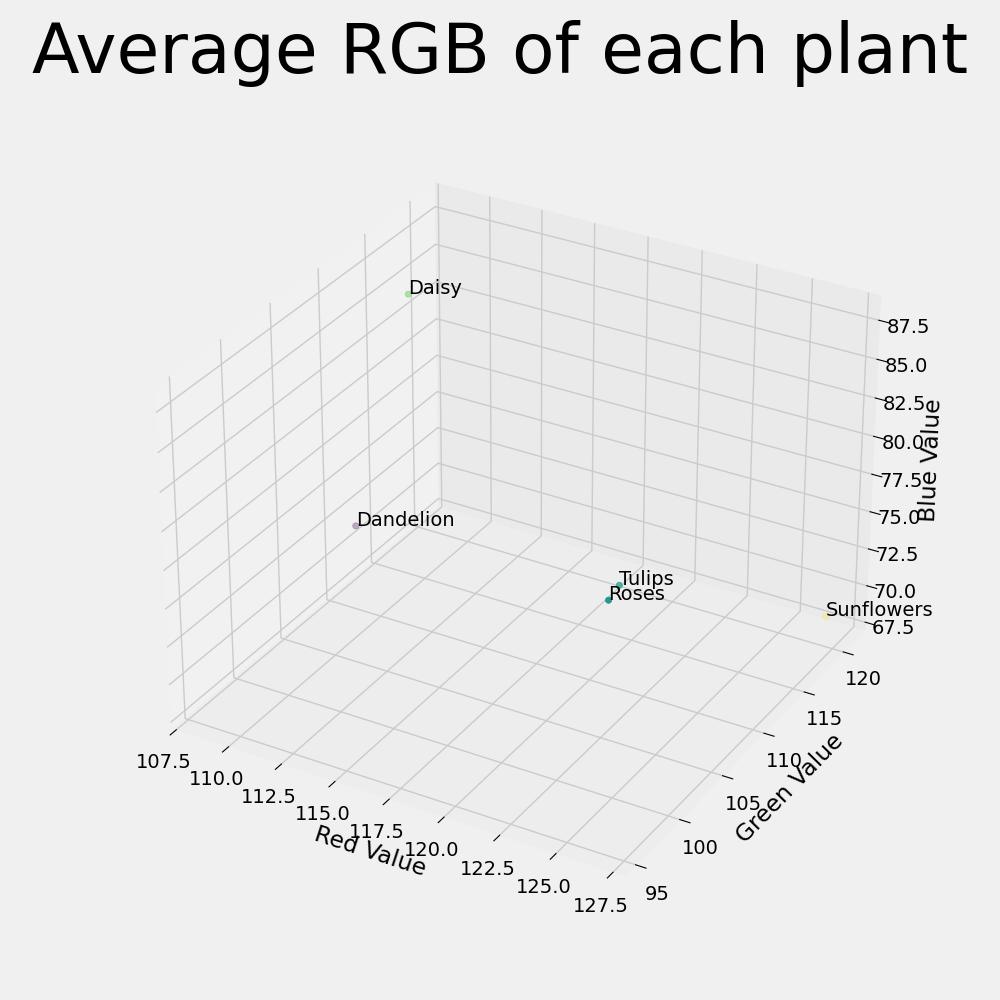 Average RGB of each plant
Daisy
Dandelion
Tulips
Roses
Sunflowers
87.5
85.0
82.5
80.0
77.5
75.0
72.5
70.0
67.5
Blue Value
120
115
110
105
100
95
Green Value
107.5
110.0
112.5
115.0
117.5
120.0
122.5
125.0
127.5
Red Value